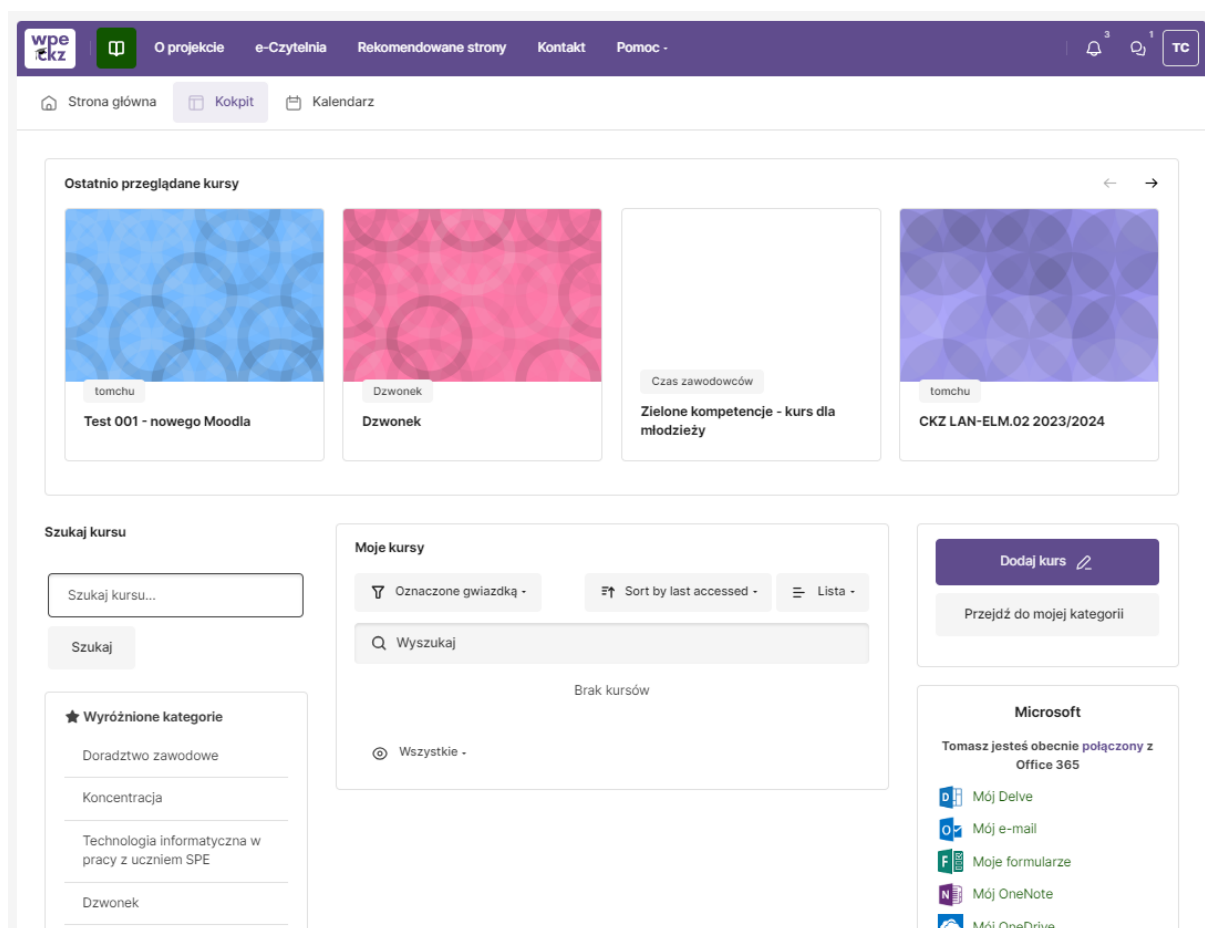 wpe
ckz
O projekcie
e-Czytelnia
Rekomendowane strony
Kontakt
Pomoc
3
1
TC
Strona główna
Kokpit
Kalendarz
Ostatnio przeglądane kursy
tomchu
Test 001 - nowego Moodla
Dzwonek
Dzwonek
Czas zawodowców
Zielone kompetencje - kurs dla
młodzieży
tomchu
CKZ LAN-ELM.02 2023/2024
Szukaj kursu
Szukaj kursu...
Szukaj
Wyróżnione kategorie
Doradztwo zawodowe
Koncentracja
Technologia informatyczna w
pracy z uczniem SPE
Dzwonek
Moje kursy
Oznaczone gwiazdką
Sort by last accessed
Lista
Wyszukaj
Brak kursów
Wszystkie
Dodaj kurs
Przejdź do mojej kategorii
Microsoft
Tomasz jesteś obecnie połączony z
Office 365
Mój Delve
Mój e-mail
Moje formularze
Mój OneNote
Mój OneDrive